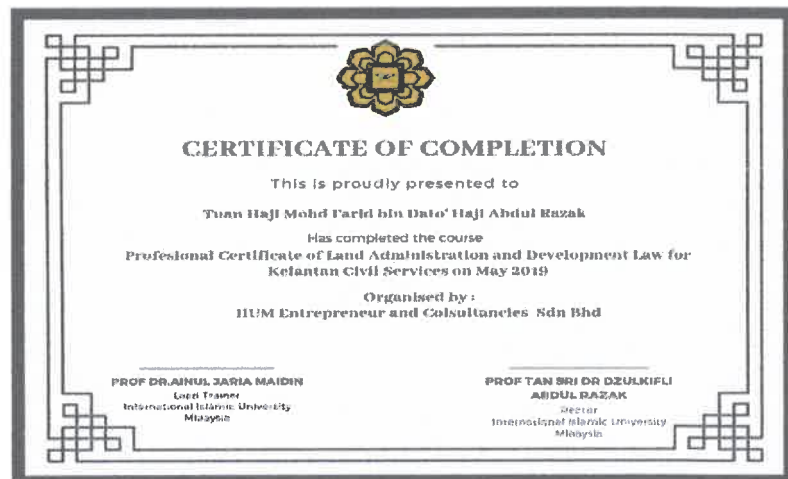 CERTIFICATE OF COMPLETION
This is proudly presented to
Tuan Haji Mohd Farid bin Dato' Haji Abdul Razak
Has completed the course
Profesional Certificate of Land Administration and Development Law for
Kelantan Civil Services on May 2019
Organised by :
IIUM Entrepreneur and Colsultancies Sdn Bhd
PROF DR.AINUL JARIA MAIDIN
Lead Trainer
International Islamic University
Mlaaysia
PROF TAN SRI DR DZULKIFLI
ABDUL RAZAK
Rector
International Islamic University
Mlaaysia